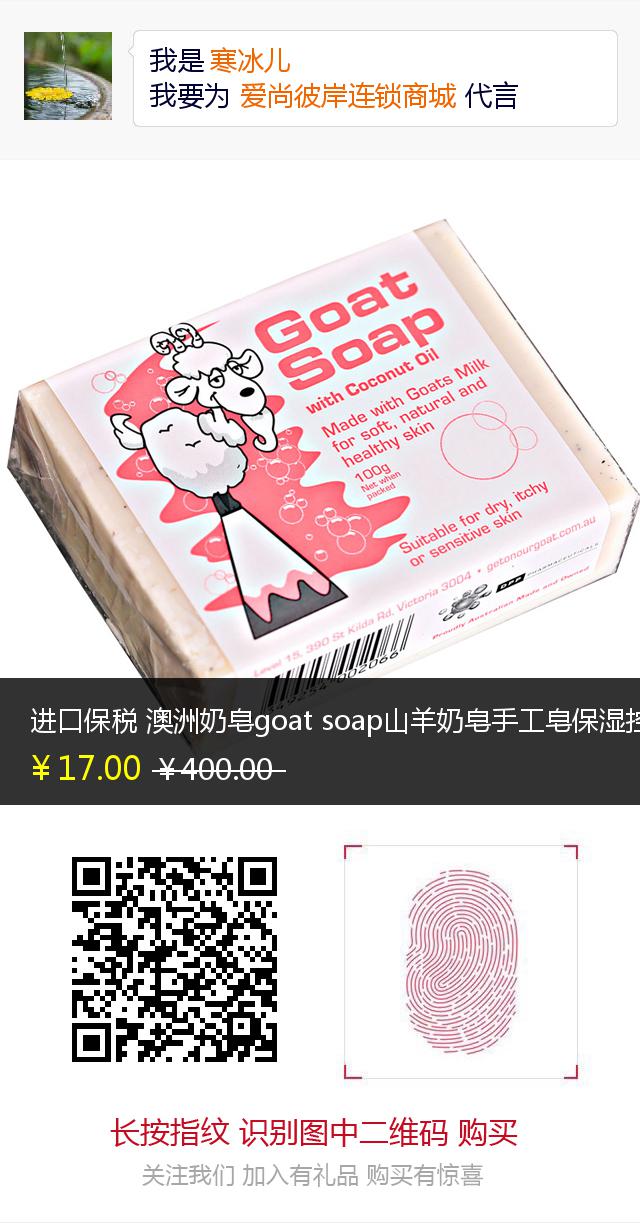 我是 寒冰儿
我要为 爱尚彼岸连锁商城 代言
Goat
Soap
with Coconut Oil
Made with Goats Milk
for soft, natural and
healthy skin
100g
Net when
packed
Suitable for dry, itchy
or sensitive skin
Level 15, 390 St Kilda Rd, Victoria 3004 • getonourgoat.com.au
DPP PHARMACEUTICALS
Proudly Australian Made and Owned
进口保税 澳洲奶皂goat soap山羊奶皂手工皂保湿控
￥17.00 ￥400.00
长按指纹 识别图中二维码 购买
关注我们 加入有礼品 购买有惊喜